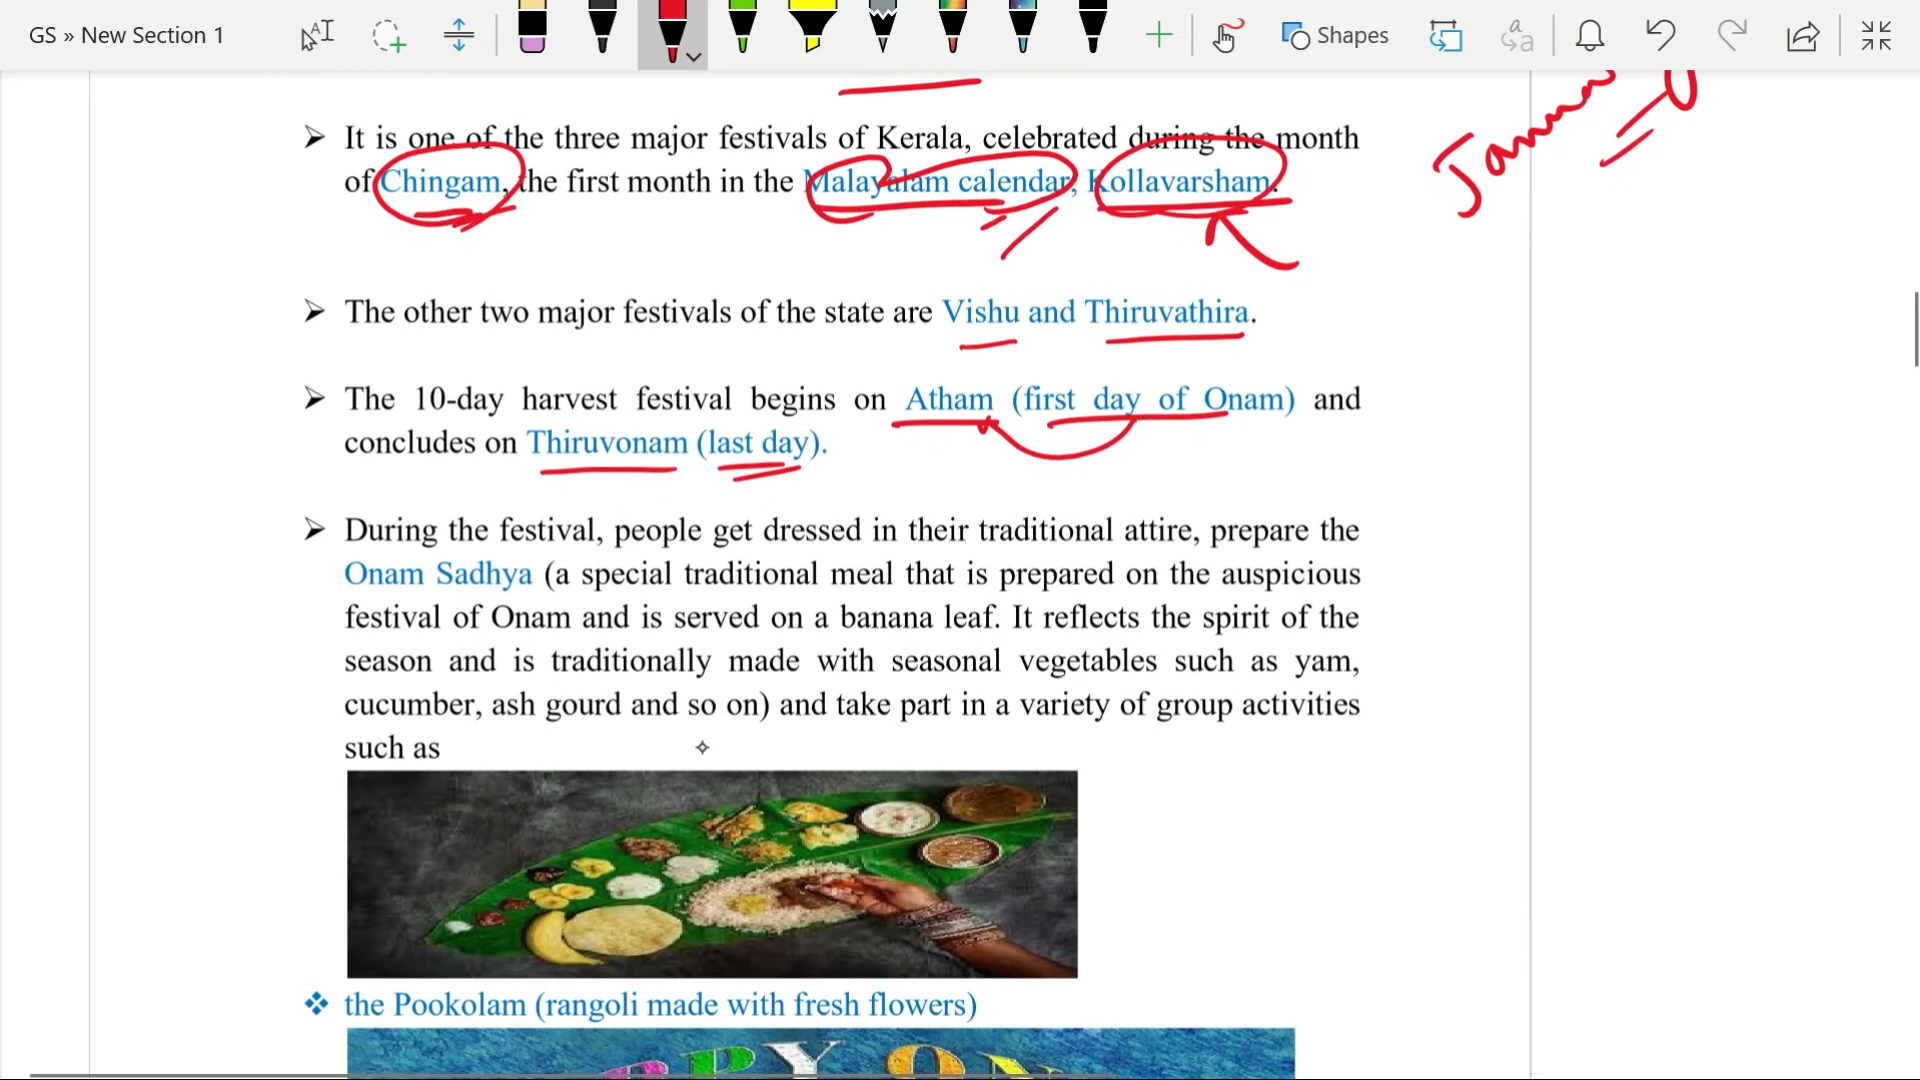 GS » New Section 1
Shapes
It is one of the three major festivals of Kerala, celebrated during the month
of Chingam, the first month in the Malayalam calendar, Kollavarsham.
The other two major festivals of the state are Vishu and Thiruvathira.
The 10-day harvest festival begins on Atham (first day of Onam) and
concludes on Thiruvonam (last day).
During the festival, people get dressed in their traditional attire, prepare the
Onam Sadhya (a special traditional meal that is prepared on the auspicious
festival of Onam and is served on a banana leaf. It reflects the spirit of the
season and is traditionally made with seasonal vegetables such as yam,
cucumber, ash gourd and so on) and take part in a variety of group activities
such as
the Pookolam (rangoli made with fresh flowers)